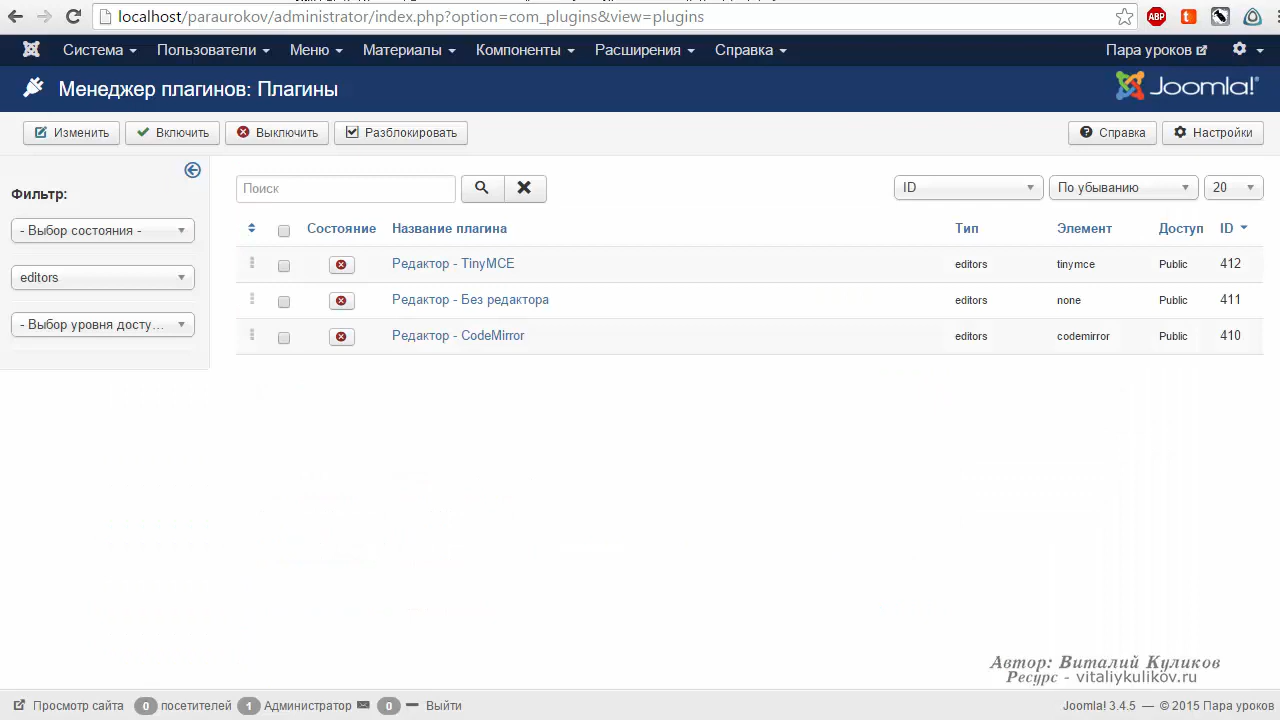 localhost/paraurokov/administrator/index.php?option=com_plugins&view=plugins
ABP
Система Пользователи Меню Материалы Компоненты Расширения Справка Пара уроков
Менеджер плагинов: Плагины Joomla!
Изменить Включить Выключить Разблокировать Справка Настройки
Фильтр:
- Выбор состояния -
editors
- Выбор уровня досту...
Поиск ID По убыванию 20
Состояние Название плагина Тип Элемент Доступ ID
Редактор - TinyMCE editors tinymce Public 412
Редактор - Без редактора editors none Public 411
Редактор - CodeMirror editors codemirror Public 410
Автор: Виталий Куликов
Ресурс - vitaliykulikov.ru
Просмотр сайта 0 посетителей 1 Администратор 0 Выйти Joomla! 3.4.5 — © 2015 Пара уроков